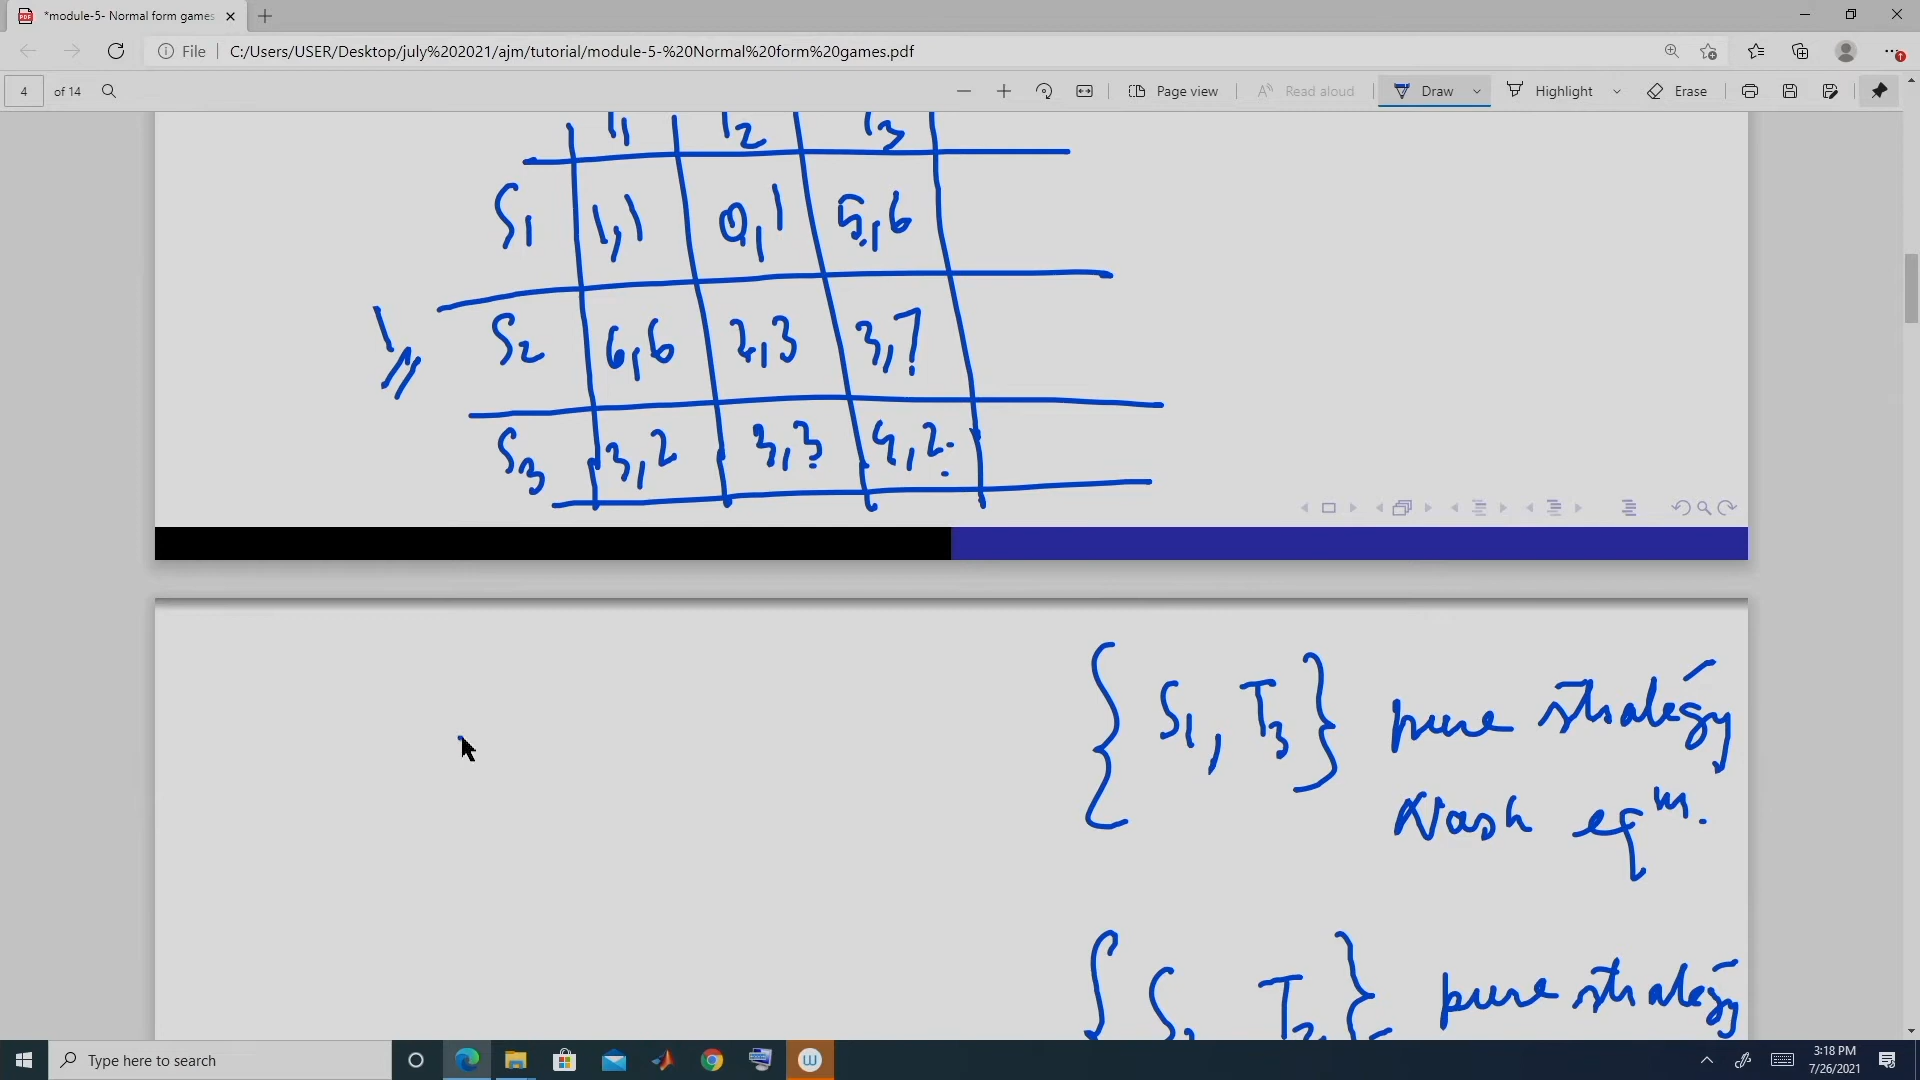 *module-5- Normal form games
File C:/Users/USER/Desktop/july%202021/ajm/tutorial/module-5-%20Normal%20form%20games.pdf
4 of 14 Page view Read aloud Draw Highlight Erase
T1 T2 T3
S1 1,1 0,1 5,6
S2 6,6 2,3 3,7
1
S3 3,2 3,3 4,2
{ S1, T3 } pure strategy
Nash eqm.
pure strategy
Type here to search
W
3:18 PM
7/26/2021